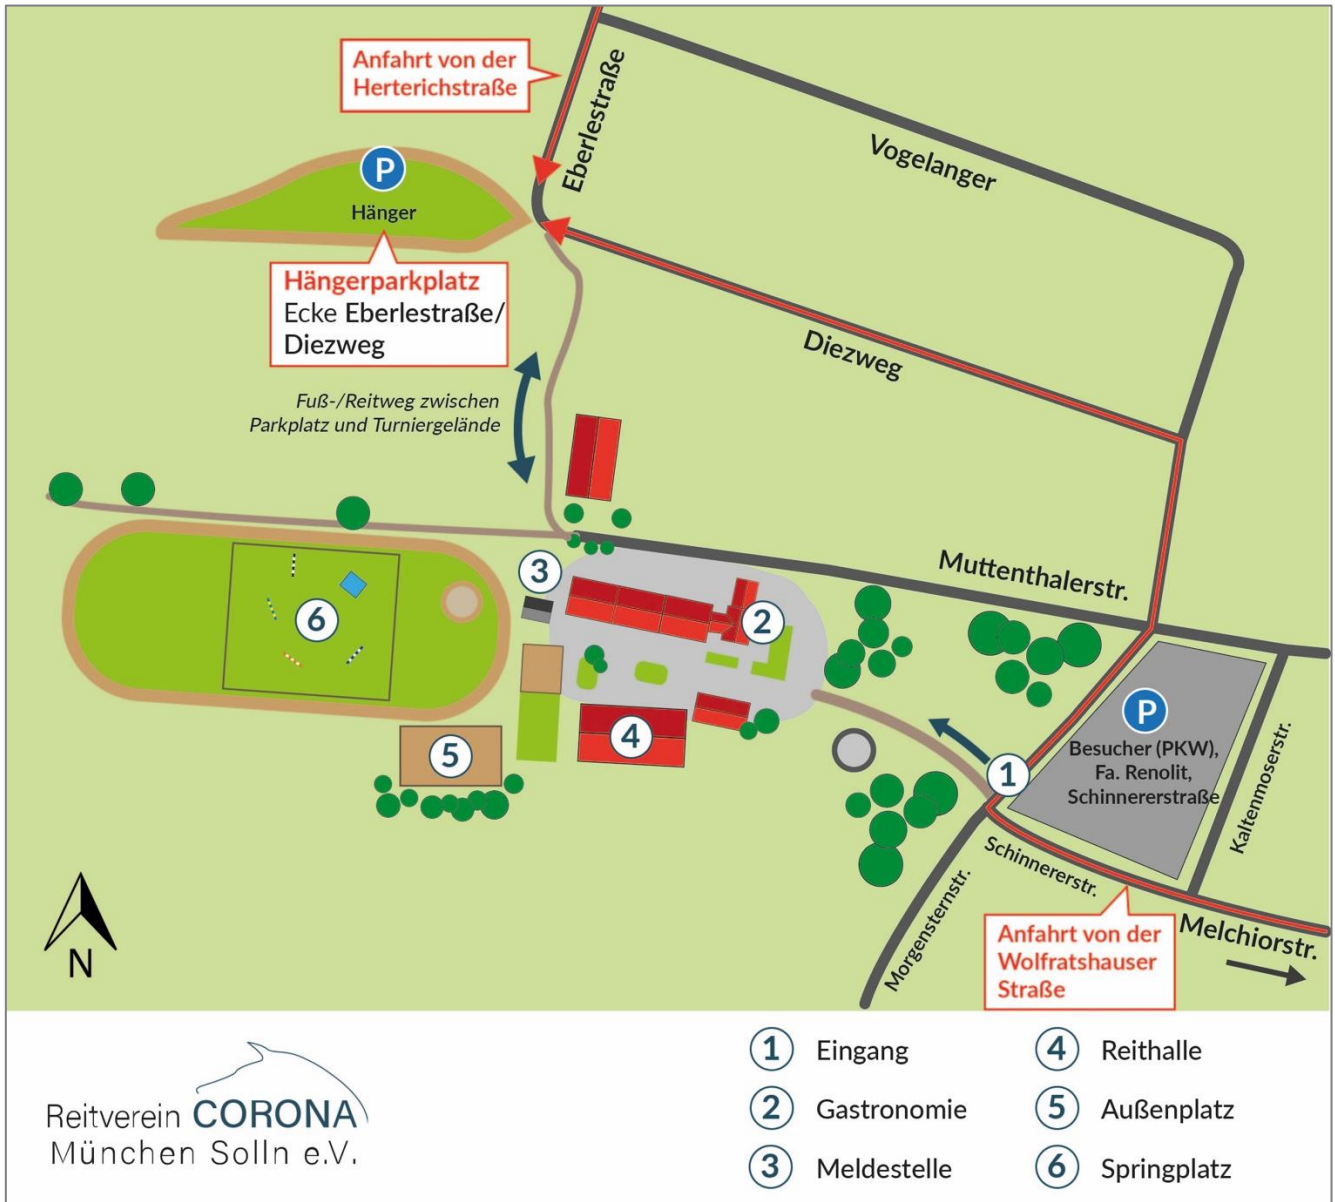 Anfahrt von der
Herterichstraße
Eberlestraße
Vogelanger
P
Hänger
Hängerparkplatz
Ecke Eberlestraße/
Diezweg
Diezweg
Fuß-/Reitweg zwischen
Parkplatz und Turniergelände
Muttenthalerstr.
3
2
6
4
5
1
P
Besucher (PKW),
Fa. Renolit,
Schinnererstraße
Kaltenmoserstr.
Schinnererstr.
Morgensternstr.
Melchiorstr.
Anfahrt von der
Wolfratshauser
Straße
N
Reitverein CORONA
München Solln e.V.
1 Eingang
2 Gastronomie
3 Meldestelle
4 Reithalle
5 Außenplatz
6 Springplatz